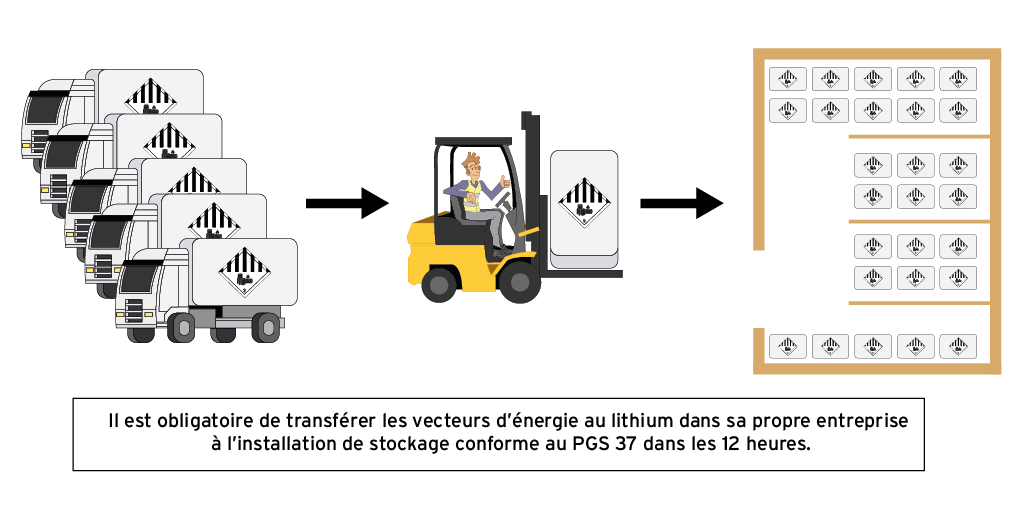 Il est obligatoire de transférer les vecteurs d'énergie au lithium dans sa propre entreprise
à l'installation de stockage conforme au PGS 37 dans les 12 heures.